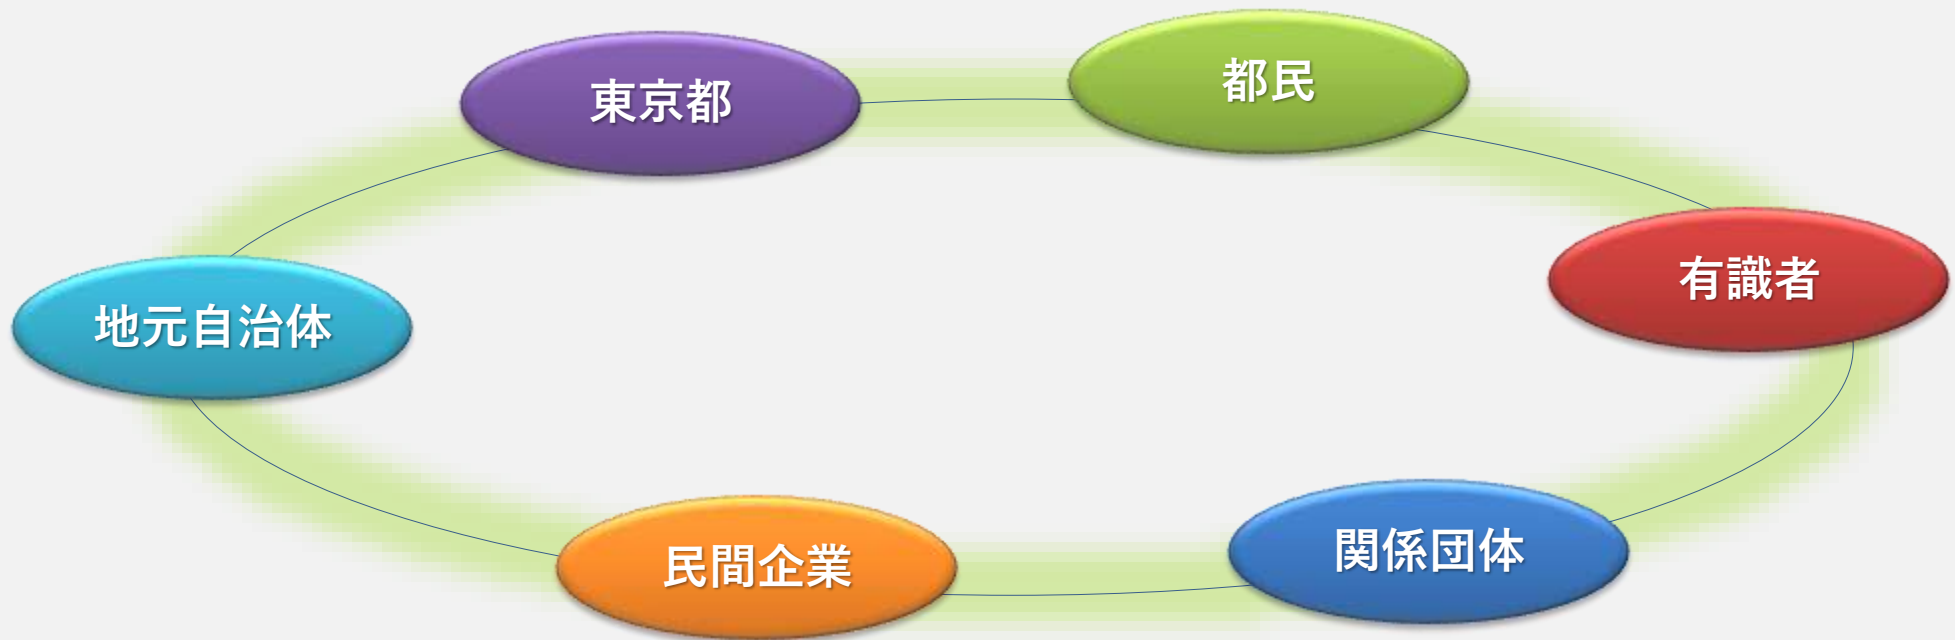 東京都
都民
有識者
地元自治体
関係団体
民間企業